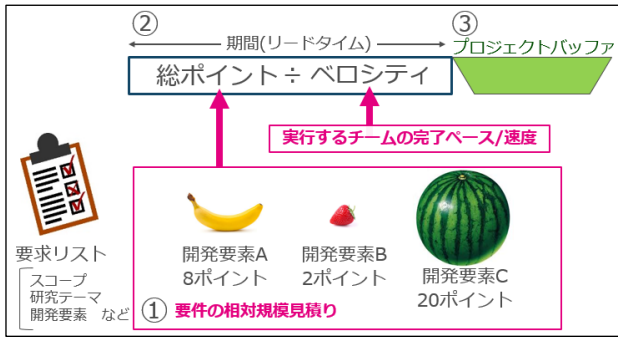 ②
③
期間(リードタイム)
プロジェクトバッファ
総ポイント÷ベロシティ
実行するチームの完了ペース/速度
要求リスト
スコープ
研究テーマ
開発要素 など
開発要素A
8ポイント
開発要素B
2ポイント
開発要素C
20ポイント
① 要件の相対規模見積り